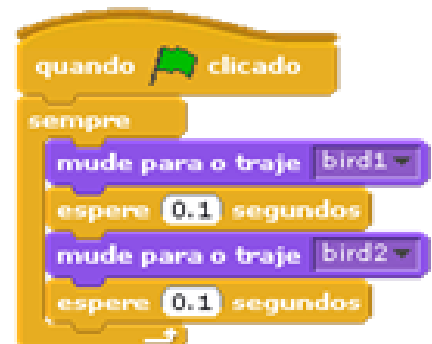 quando clicado
sempre
mude para o traje bird1
espere 0.1 segundos
mude para o traje bird2
espere 0.1 segundos